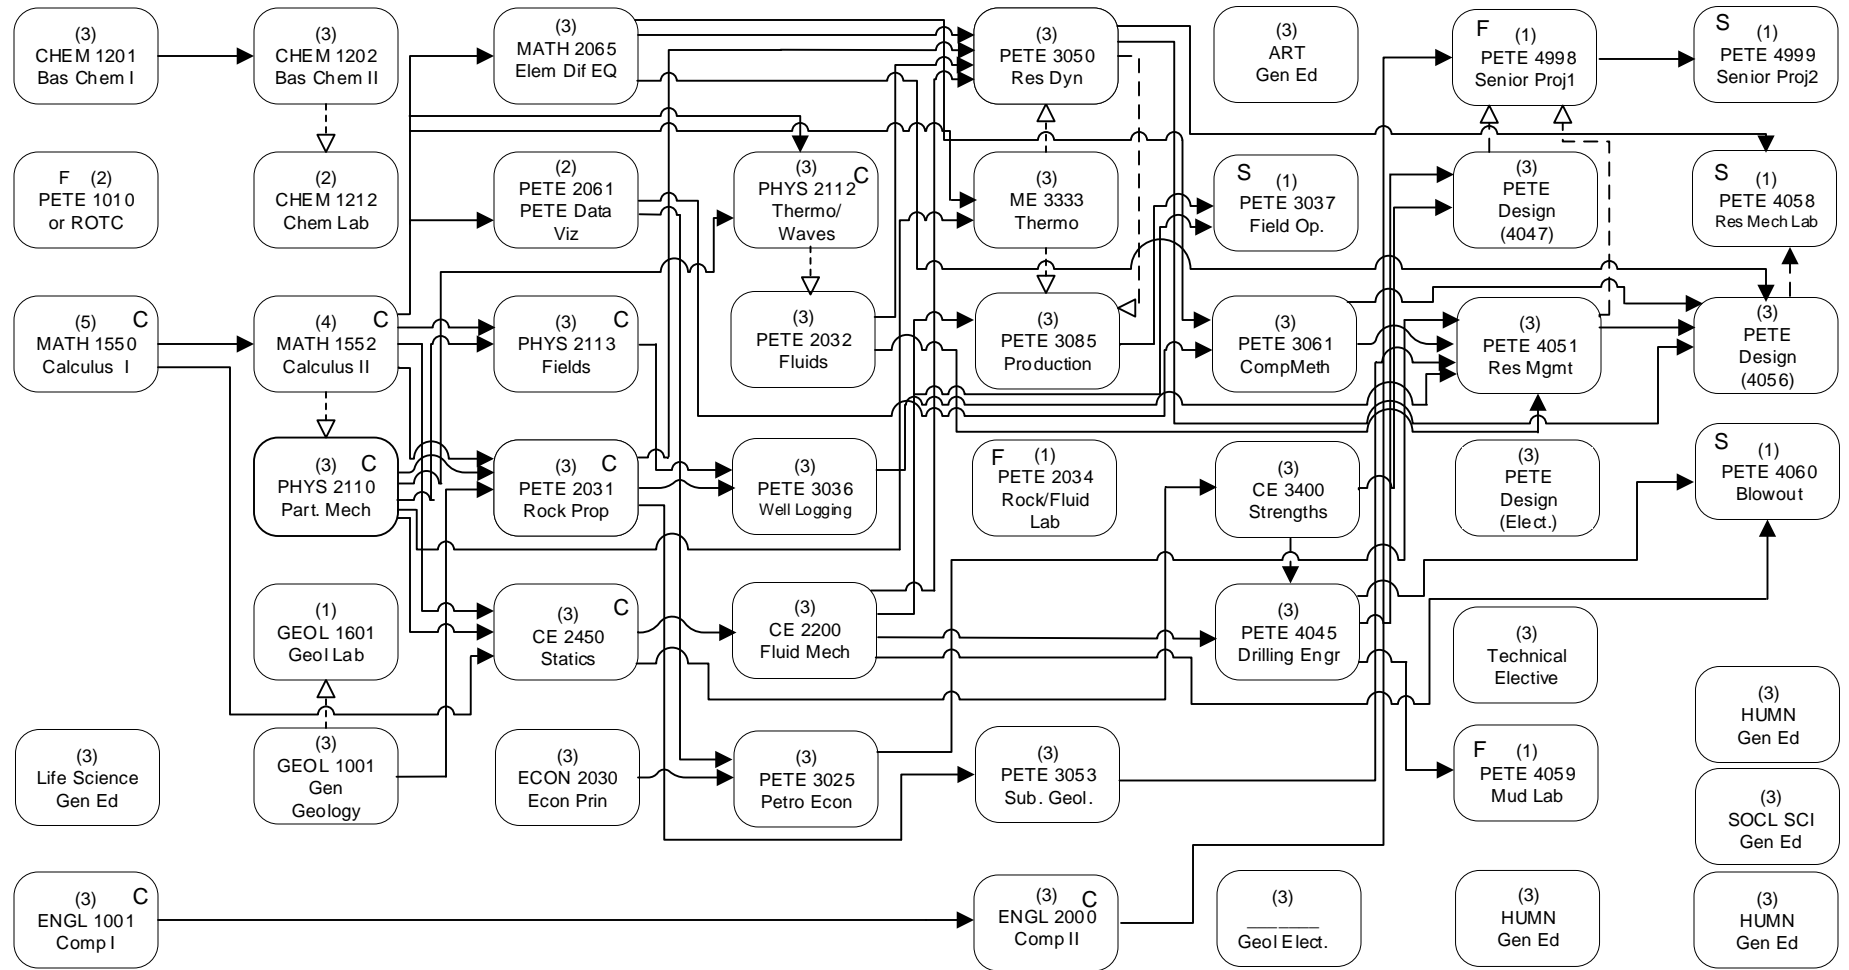 (3)
C
CHEM 1201
Bas Chem I
F (2)
PETE 1010
or ROTC
(5) C
MATH 1550
Calculus I
(3)
Life Science
Gen Ed
(3) C
ENGL 1001
Comp I
(3)
CHEM 1202
Bas Chem II
(2)
CHEM 1212
Chem Lab
(4) C
MATH 1552
Calculus II
(3) C
PHYS 2110
Part. Mech
(1)
GEOL 1601
Geol Lab
(3)
GEOL 1001
Gen
Geology
(3)
MATH 2065
Elem Dif EQ
(2)
PETE 2061
PETE Data
Viz
(3) C
PHYS 2113
Fields
(3) C
PETE 2031
Rock Prop
(3) C
CE 2450
Statics
(3)
ECON 2030
Econ Prin
(3) C
PHYS 2112
Thermo/
Waves
(3)
PETE 2032
Fluids
(3)
PETE 3036
Well Logging
(3)
CE 2200
Fluid Mech
(3)
PETE 3025
Petro Econ
(3)
PETE 3050
Res Dyn
(3)
ME 3333
Thermo
(3)
PETE 3085
Production
F (1)
PETE 2034
Rock/Fluid
Lab
(3)
PETE 3053
Sub. Geol.
(3) C
ENGL 2000
Comp II
(3)
ART
Gen Ed
S (1)
PETE 3037
Field Op.
(3)
PETE 3061
CompMeth
(3)
CE 3400
Strengths
(3)
PETE 4045
Drilling Engr
(3)
_______
Geol Elect.
F (1)
PETE 4998
Senior Proj1
(3)
PETE
Design
(4047)
(3)
PETE 4051
Res Mgmt
(3)
PETE
Design
(Elect.)
(3)
Technical
Elective
F (1)
PETE 4059
Mud Lab
(3)
HUMN
Gen Ed
S (1)
PETE 4999
Senior Proj2
S (1)
PETE 4058
Res Mech Lab
(3)
PETE
Design
(4056)
S (1)
PETE 4060
Blowout
(3)
HUMN
Gen Ed
(3)
SOCL SCI
Gen Ed
(3)
HUMN
Gen Ed